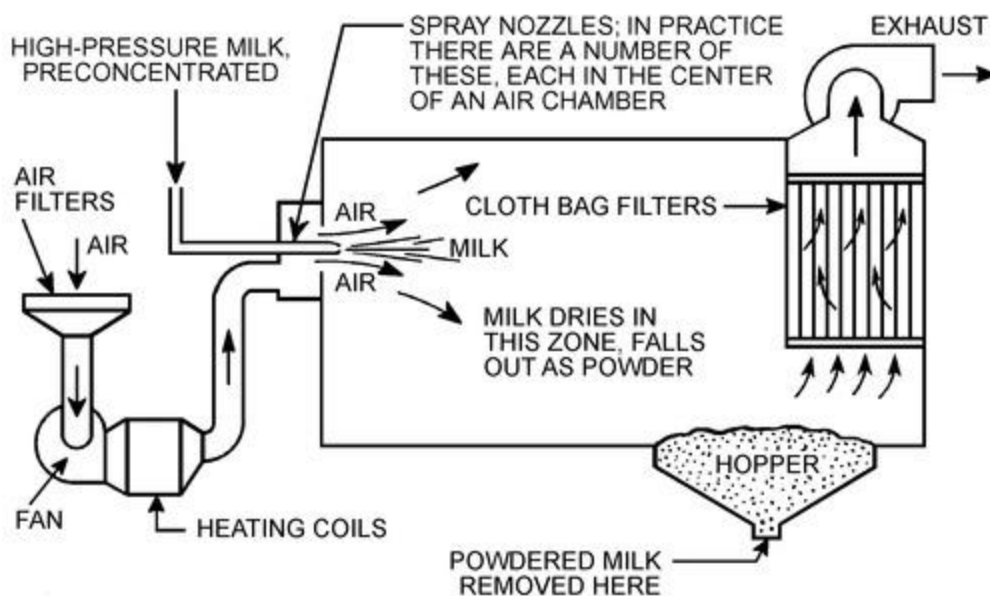 HIGH-PRESSURE MILK,
PRECONCENTRATED
SPRAY NOZZLES; IN PRACTICE
THERE ARE A NUMBER OF
THESE, EACH IN THE CENTER
OF AN AIR CHAMBER
EXHAUST
AIR
FILTERS
AIR
AIR
MILK
AIR
CLOTH BAG FILTERS
MILK DRIES IN
THIS ZONE, FALLS
OUT AS POWDER
HOPPER
FAN
HEATING COILS
POWDERED MILK
REMOVED HERE